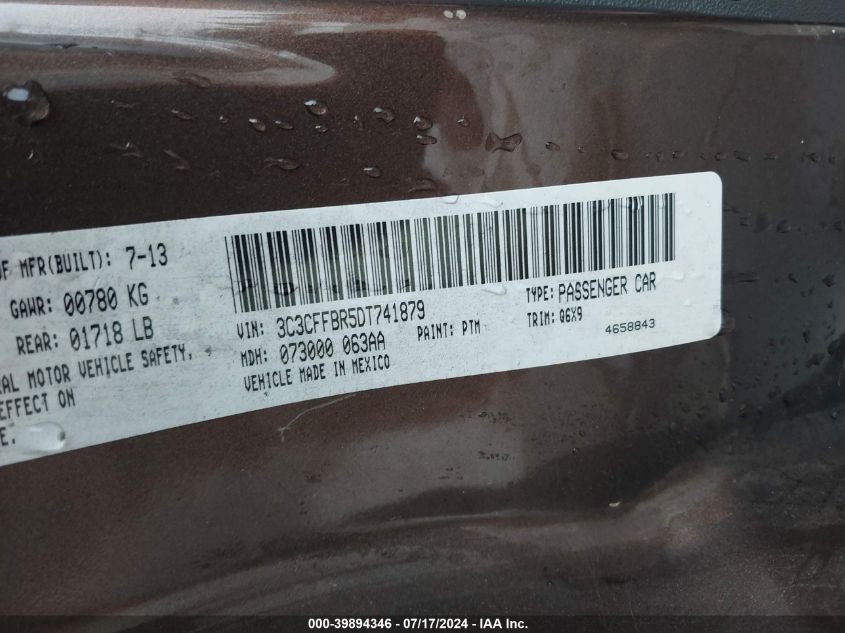 OF MFR(BUILT): 7-13
GAWR: 00780 KG
REAR: 01718 LB
MOTOR VEHICLE SAFETY,
EFFECT ON
VIN: 3C3CFFBR5DT741879
TYPE: PASSENGER CAR
MDH: 073000 063AA
PAINT: PTM
TRIM: Q6X9
VEHICLE MADE IN MEXICO
4658843
000-39894346 - 07/17/2024 - IAA Inc.